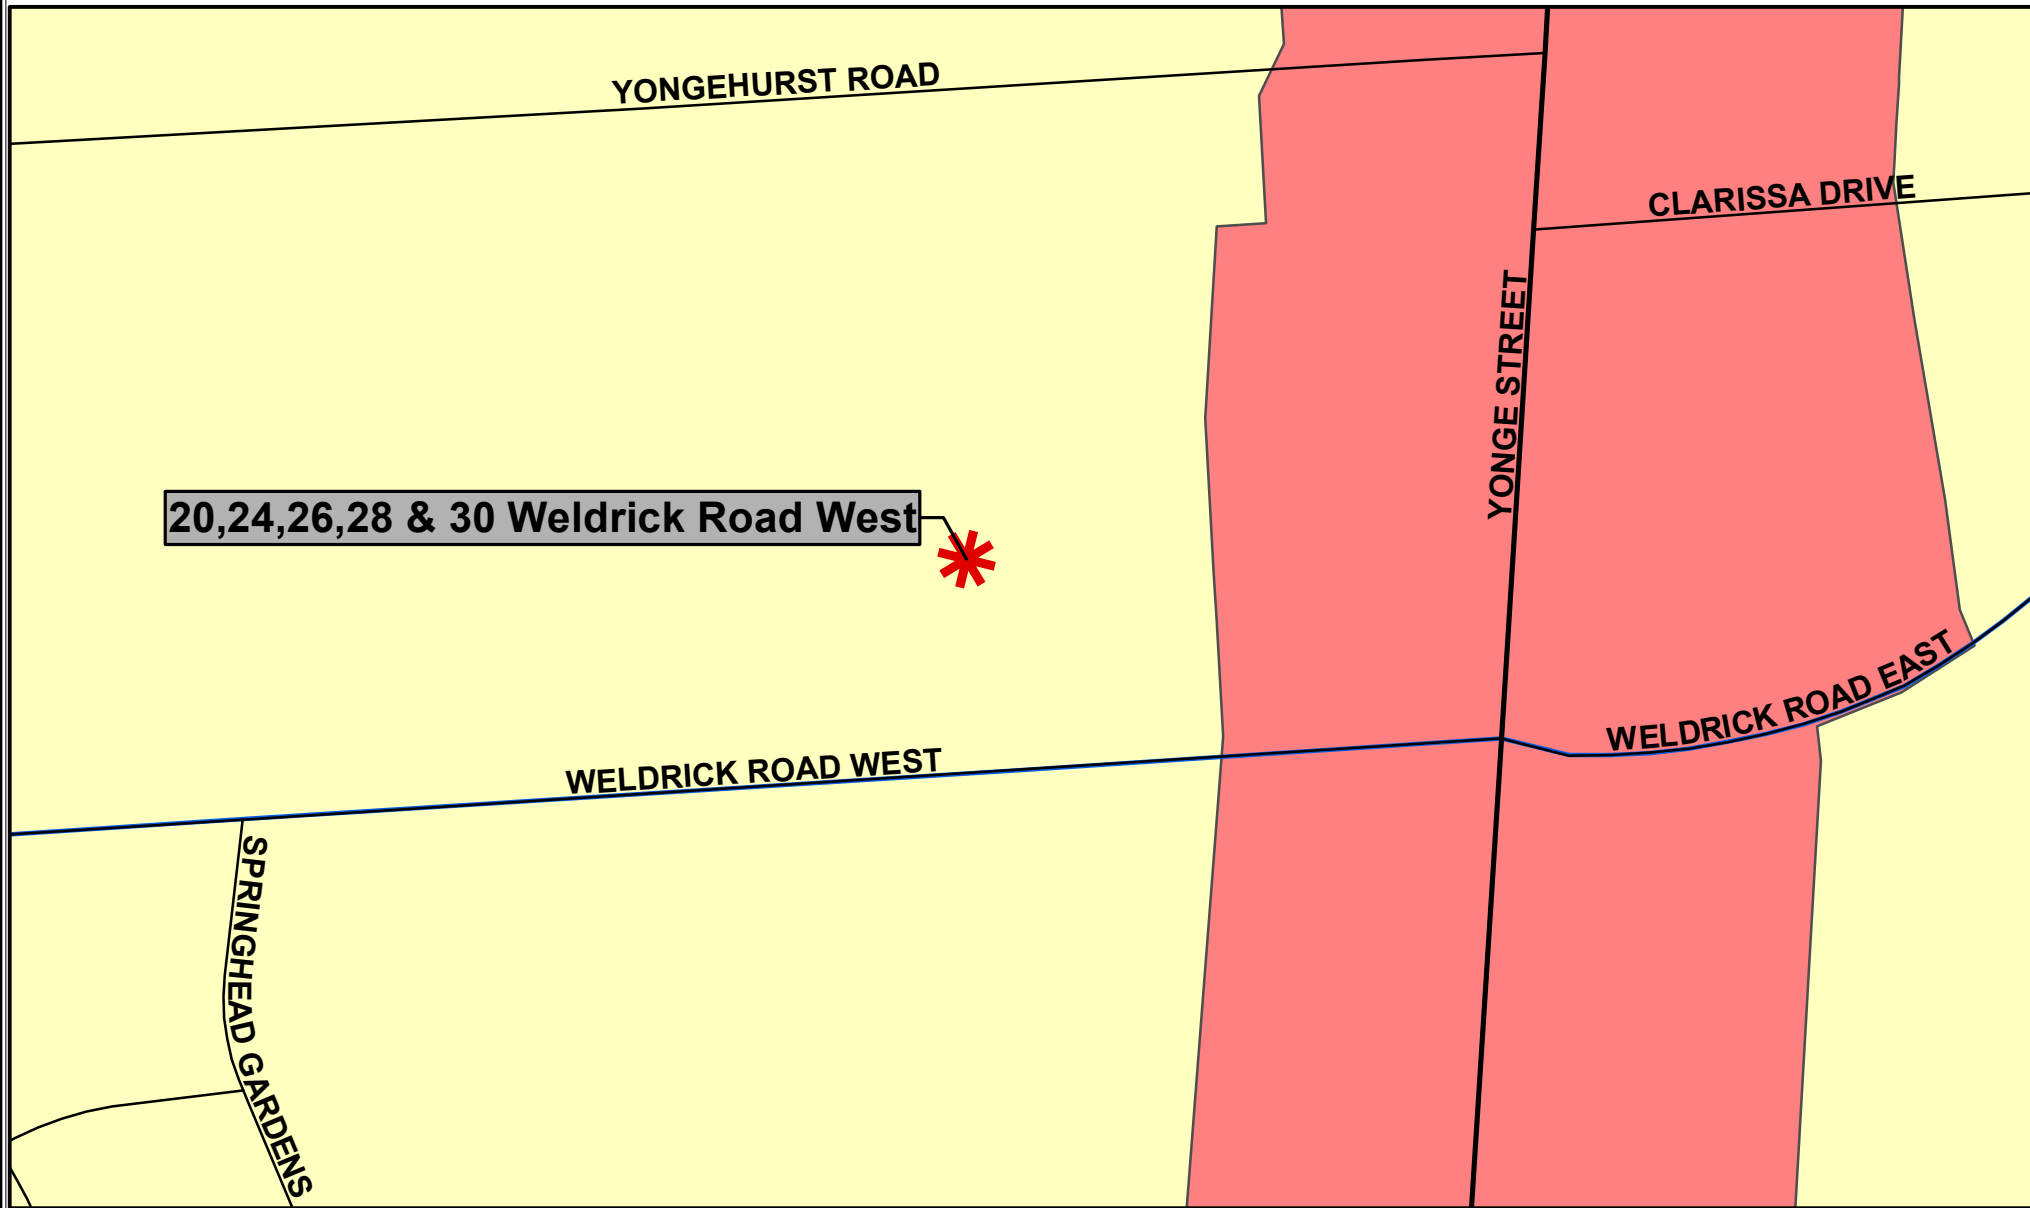 YONGEHURST ROAD
CLARISSA DRIVE
YONGE STREET
20,24,26,28 & 30 Weldrick Road West
WELDRICK ROAD EAST
WELDRICK ROAD WEST
SPRINGHEAD GARDENS